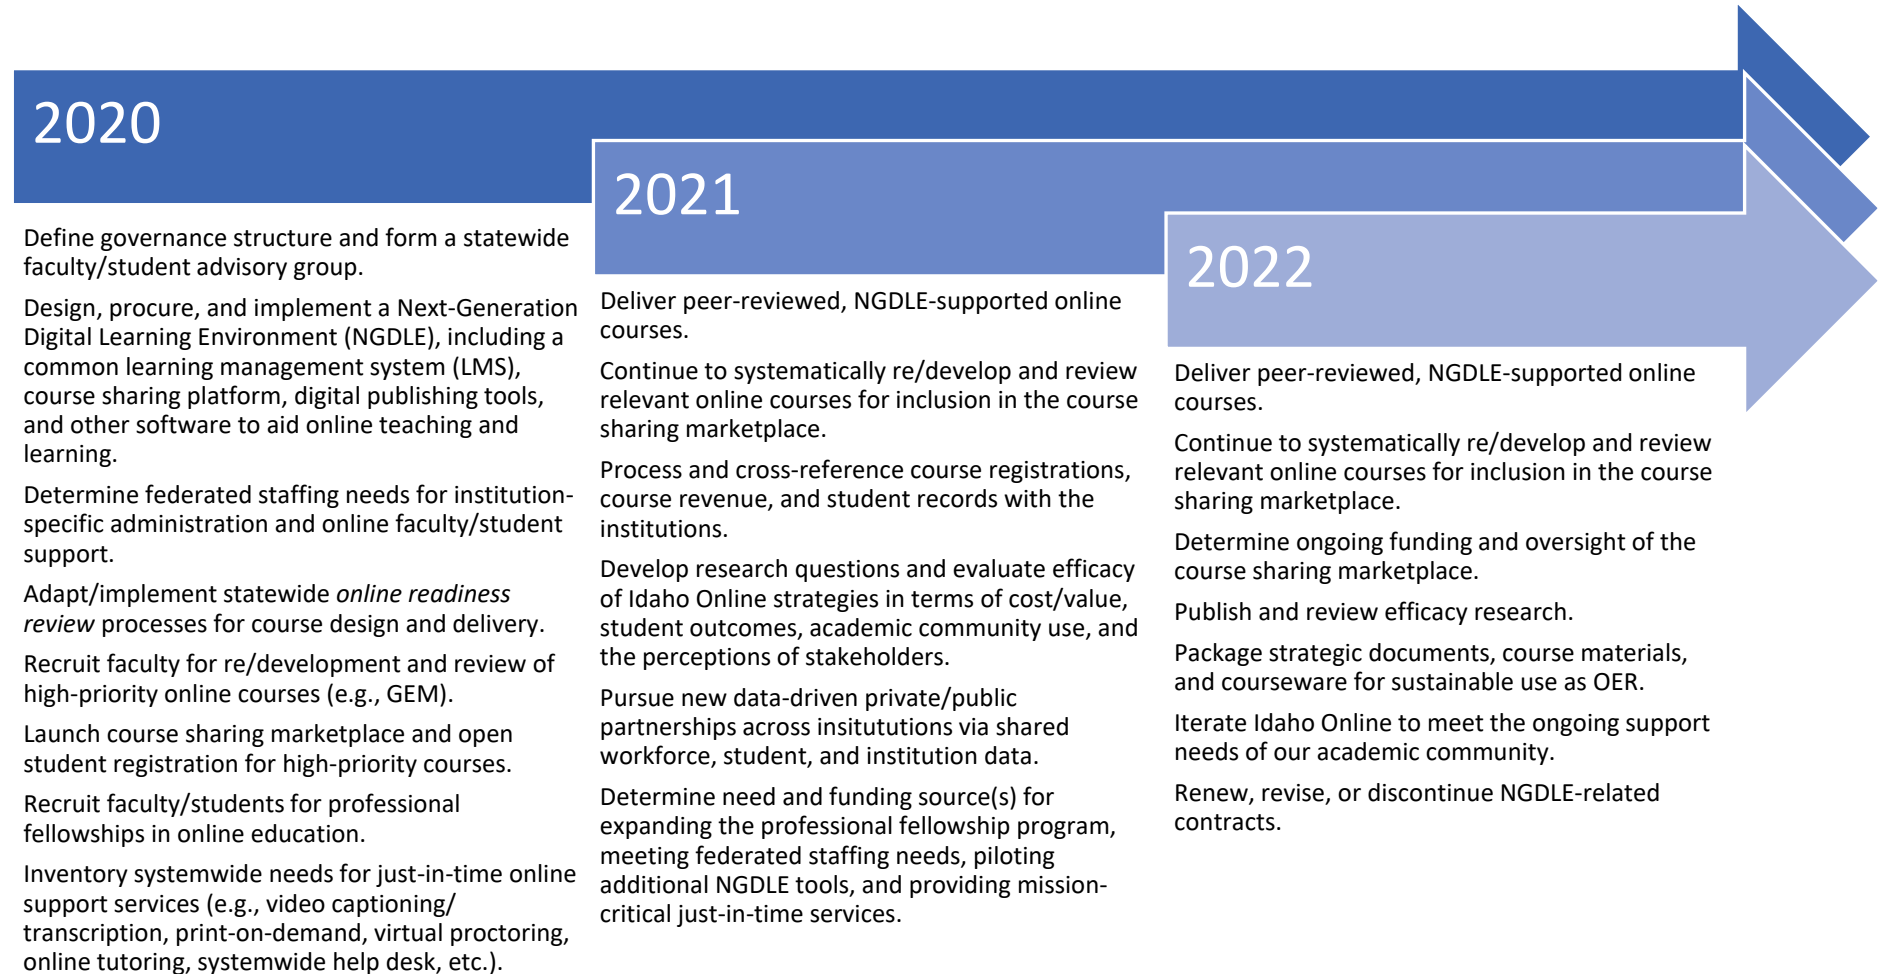 2020
Define governance structure and form a statewide
faculty/student advisory group.
Design, procure, and implement a Next-Generation
Digital Learning Environment (NGDLE), including a
common learning management system (LMS),
course sharing platform, digital publishing tools,
and other software to aid online teaching and
learning.
Determine federated staffing needs for institution-
specific administration and online faculty/student
support.
Adapt/implement statewide online readiness
review processes for course design and delivery.
Recruit faculty for re/development and review of
high-priority online courses (e.g., GEM).
Launch course sharing marketplace and open
student registration for high-priority courses.
Recruit faculty/students for professional
fellowships in online education.
Inventory systemwide needs for just-in-time online
support services (e.g., video captioning/
transcription, print-on-demand, virtual proctoring,
online tutoring, systemwide help desk, etc.).
2021
Deliver peer-reviewed, NGDLE-supported online
courses.
Continue to systematically re/develop and review
relevant online courses for inclusion in the course
sharing marketplace.
Process and cross-reference course registrations,
course revenue, and student records with the
institutions.
Develop research questions and evaluate efficacy
of Idaho Online strategies in terms of cost/value,
student outcomes, academic community use, and
the perceptions of stakeholders.
Pursue new data-driven private/public
partnerships across insitututions via shared
workforce, student, and institution data.
Determine need and funding source(s) for
expanding the professional fellowship program,
meeting federated staffing needs, piloting
additional NGDLE tools, and providing mission-
critical just-in-time services.
2022
Deliver peer-reviewed, NGDLE-supported online
courses.
Continue to systematically re/develop and review
relevant online courses for inclusion in the course
sharing marketplace.
Determine ongoing funding and oversight of the
course sharing marketplace.
Publish and review efficacy research.
Package strategic documents, course materials,
and courseware for sustainable use as OER.
Iterate Idaho Online to meet the ongoing support
needs of our academic community.
Renew, revise, or discontinue NGDLE-related
contracts.